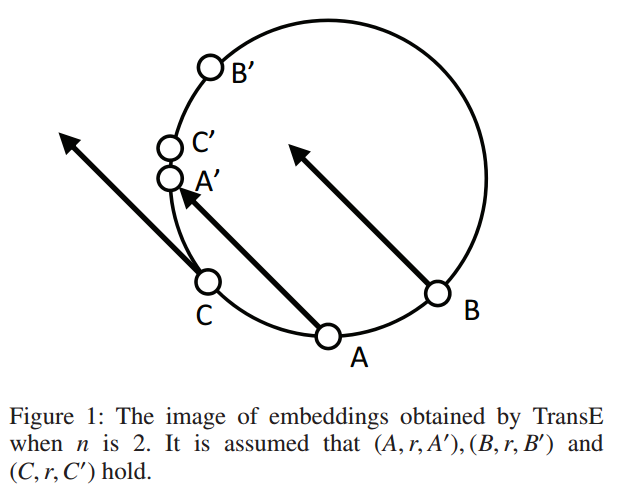 B′
C′
A′
C
B
A
Figure 1: The image of embeddings obtained by TransE
when n is 2. It is assumed that (A, r, A′), (B, r, B′) and
(C, r, C′) hold.